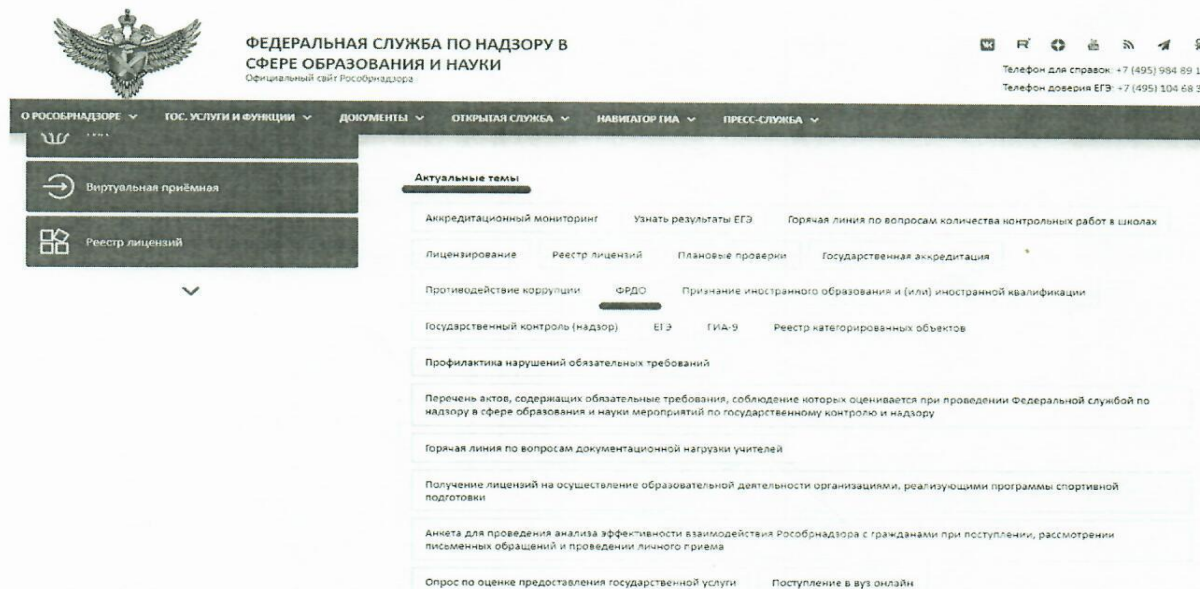 ФЕДЕРАЛЬНАЯ СЛУЖБА ПО НАДЗОРУ В
СФЕРЕ ОБРАЗОВАНИЯ И НАУКИ
Официальный сайт Рособрнадзора
Телефон для справок: +7 (495) 984 89 1
Телефон доверия ЕГЭ: +7 (495) 104 68 3
О РОСОБРНАДЗОРЕ ГОС. УСЛУГИ И ФУНКЦИИ ДОКУМЕНТЫ ОТКРЫТАЯ СЛУЖБА НАВИГАТОР ГИА ПРЕСС-СЛУЖБА
Виртуальная приёмная
Реестр лицензий
Актуальные темы
Аккредитационный мониторинг Узнать результаты ЕГЭ Горячая линия по вопросам количества контрольных работ в школах
Лицензирование Реестр лицензий Плановые проверки Государственная аккредитация
Противодействие коррупции ФРДО Признание иностранного образования и (или) иностранной квалификации
Государственный контроль (надзор) ЕГЭ ГИА-9 Реестр категорированных объектов
Профилактика нарушений обязательных требований
Перечень актов, содержащих обязательные требования, соблюдение которых оценивается при проведении Федеральной службой по
надзору в сфере образования и науки мероприятий по государственному контролю и надзору
Горячая линия по вопросам документационной нагрузки учителей
Получение лицензий на осуществление образовательной деятельности организациями, реализующими программы спортивной
подготовки
Анкета для проведения анализа эффективности взаимодействия Рособрнадзора с гражданами при поступлении, рассмотрении
письменных обращений и проведении личного приема
Опрос по оценке предоставления государственной услуги Поступление в вуз онлайн